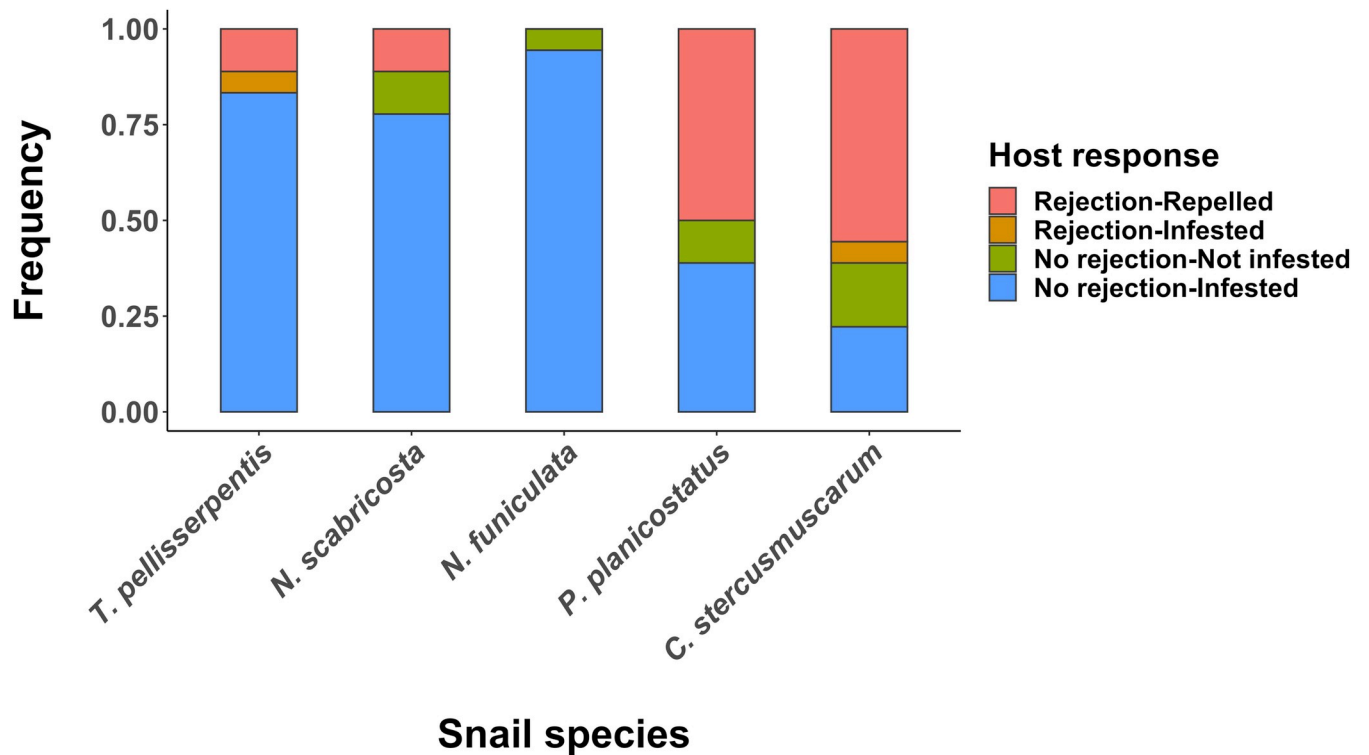 1.00
0.75
0.50
0.25
0.00
Frequency
T. pellisserpentis
N. scabricosta
N. funiculata
P. planicostatus
C. stercusmuscarum
Snail species
Host response
Rejection-Repelled
Rejection-Infested
No rejection-Not infested
No rejection-Infested